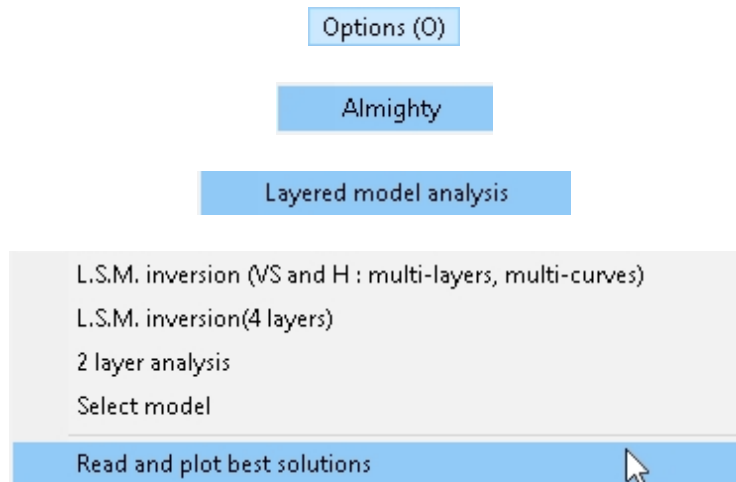 Options (O)
Almighty
Layered model analysis
L.S.M. inversion (VS and H : multi-layers, multi-curves)
L.S.M. inversion(4 layers)
2 layer analysis
Select model
Read and plot best solutions